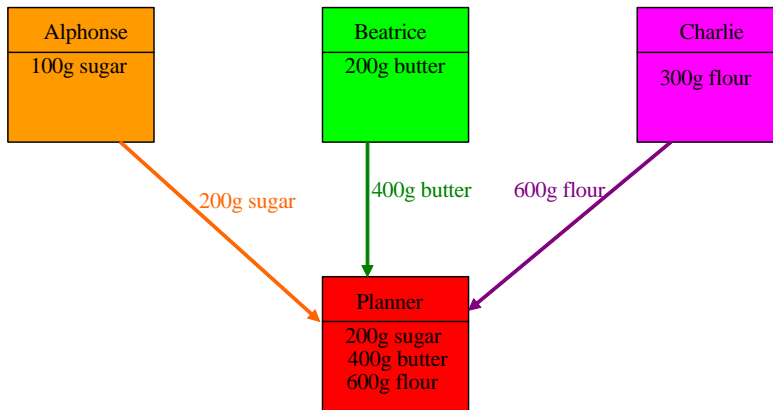 Alphonse
100g sugar
Beatrice
200g butter
Charlie
300g flour
200g sugar
400g butter
600g flour
Planner
200g sugar
400g butter
600g flour